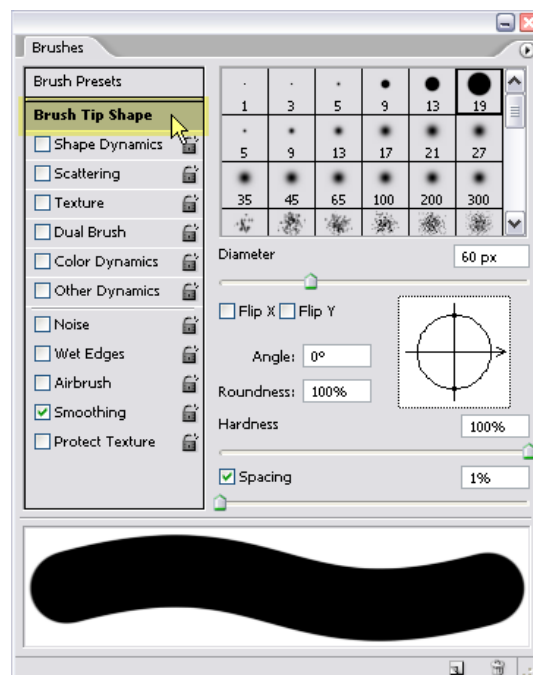 Brushes
Brush Presets
Brush Tip Shape
Shape Dynamics
Scattering
Texture
Dual Brush
Color Dynamics
Other Dynamics
Noise
Wet Edges
Airbrush
Smoothing
Protect Texture
1 3 5 9 13 19
5 9 13 17 21 27
35 45 65 100 200 300
Diameter 60 px
Flip X Flip Y
Angle: 0º
Roundness: 100%
Hardness 100%
Spacing 1%